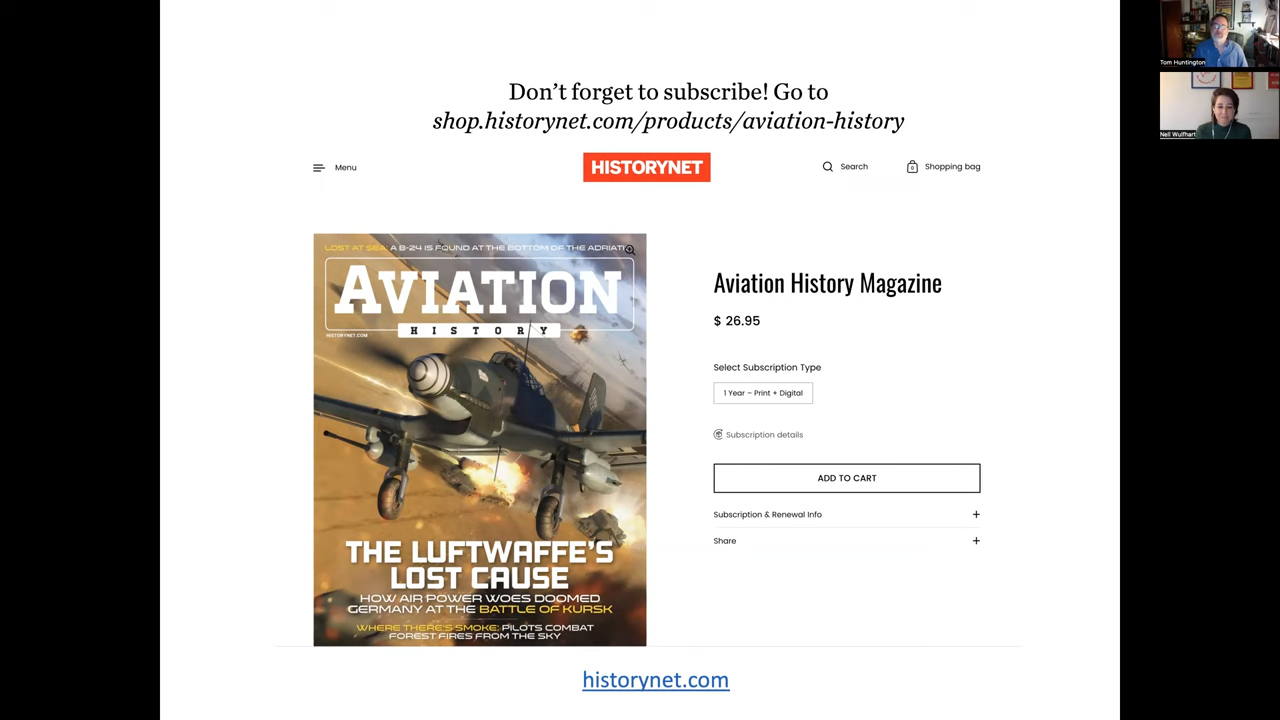 Don't forget to subscribe! Go to
shop.historynet.com/products/aviation-history
Menu
HISTORYNET
Search
0
Shopping bag
LOST AT SEA: A B-24 IS FOUND AT THE BOTTOM OF THE ADRIATIC
AVIATION
HISTORY
HISTORYNET.COM
THE LUFTWAFFE'S
LOST CAUSE
HOW AIR POWER WOES DOOMED
GERMANY AT THE BATTLE OF KURSK
WHERE THERE'S SMOKE: PILOTS COMBAT
FOREST FIRES FROM THE SKY
Aviation History Magazine
$ 26.95
Select Subscription Type
1 Year – Print + Digital
Subscription details
ADD TO CART
Subscription & Renewal Info
Share
historynet.com
Tom Huntington
Nell Wulfhart